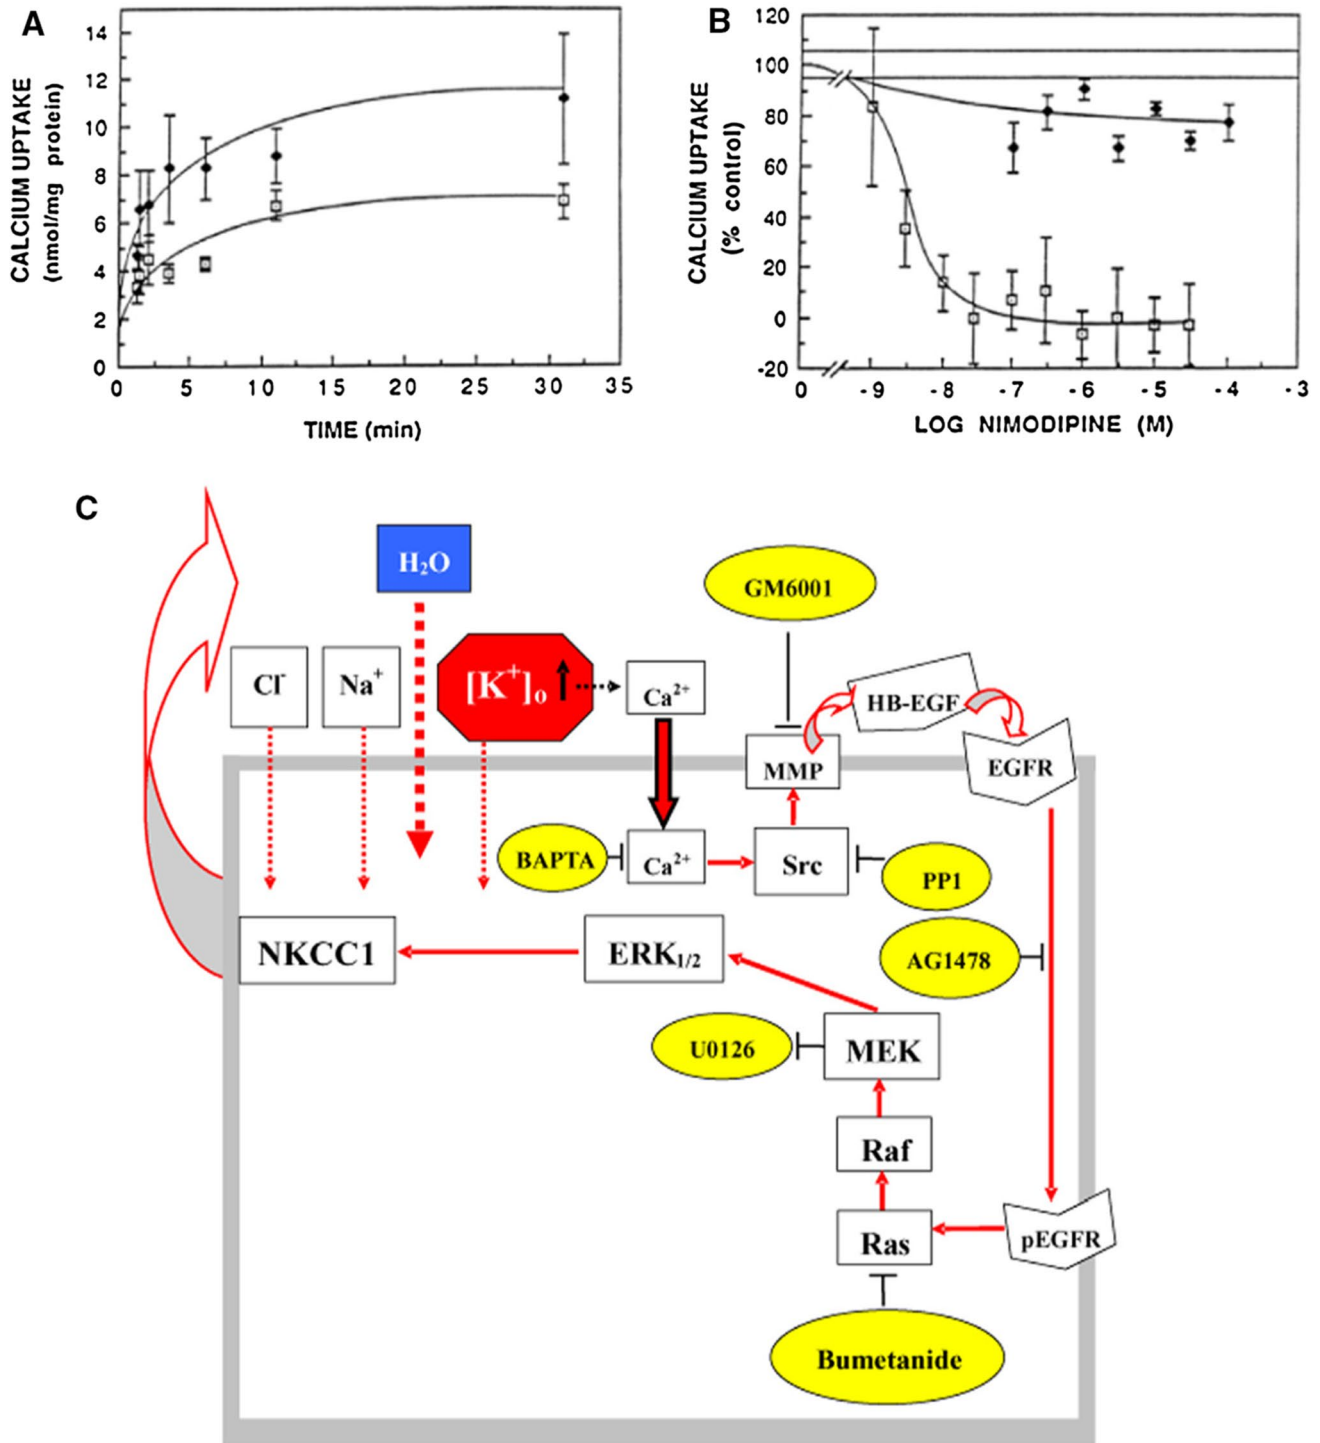 A
14
12
10
8
6
4
2
0
0 5 10 15 20 25 30 35
CALCIUM UPTAKE
(nmol/mg protein)
TIME (min)
B
120
100
80
60
40
20
0
-20
0 -9 -8 -7 -6 -5 -4 -3
CALCIUM UPTAKE
(% control)
LOG NIMODIPINE (M)
C
H₂O
GM6001
Cl⁻
Na⁺
[K⁺]ₒ
Ca²⁺
HB-EGF
MMP
EGFR
BAPTA
Ca²⁺
Src
PP1
NKCC1
ERK₁/₂
AG1478
U0126
MEK
Raf
Ras
pEGFR
Bumetanide